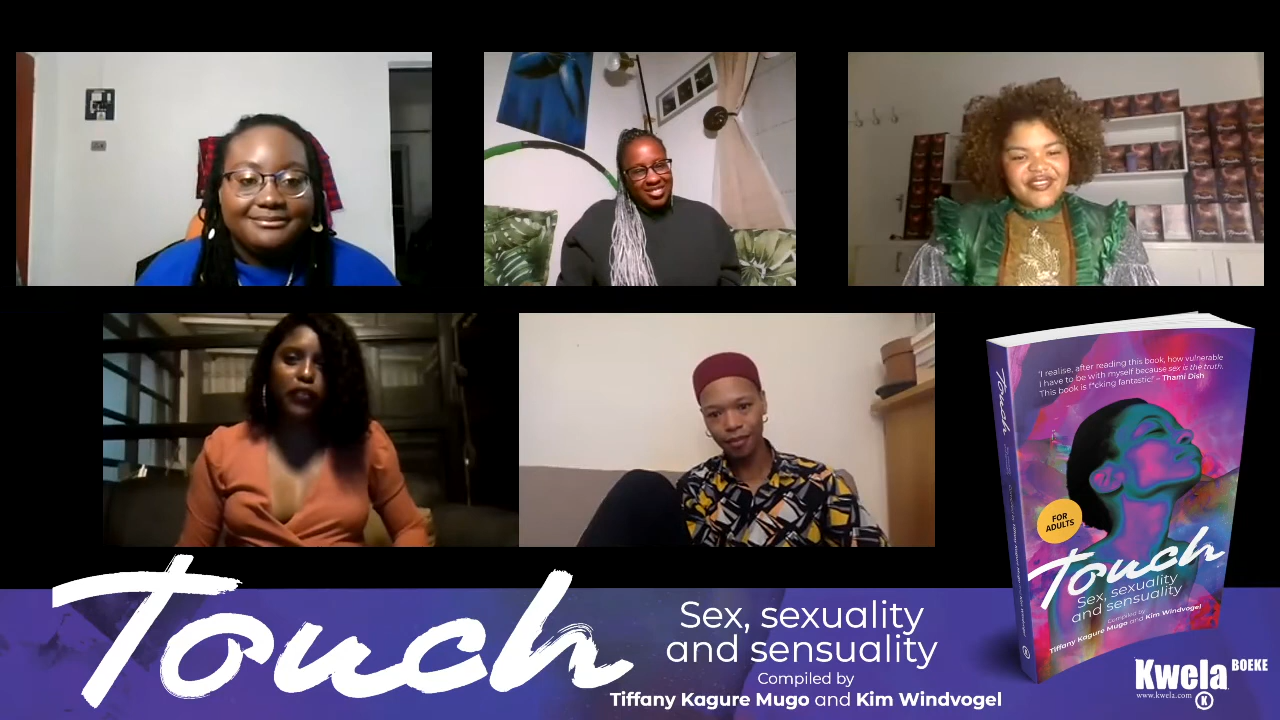 "I realise, after reading this book, how vulnerable
I have to be with myself because sex is the truth.
This book is f*cking fantastic" – Thami Dish
Touch
FOR
ADULTS
Touch
Sex, sexuality
and sensuality
Compiled by
Tiffany Kagure Mugo and Kim Windvogel
Touch
Sex, sexuality
and sensuality
Compiled by
Tiffany Kagure Mugo and Kim Windvogel
Kwela BOEKE
www.kwela.com
K